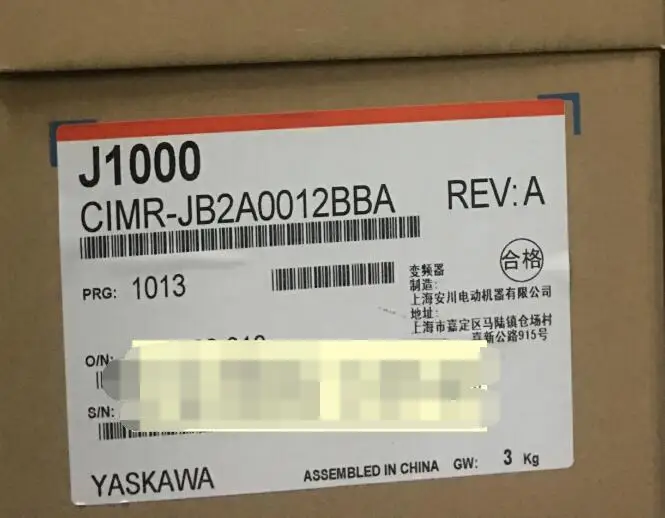 J1000
CIMR-JB2A0012BBA
REV: A
PRG: 1013
变频器
制造:
上海安川电动机器有限公司
地址:
上海市嘉定区马陆镇仓场村
嘉新公路915号
合格
O/N:
S/N:
YASKAWA
ASSEMBLED IN CHINA GW: 3 Kg